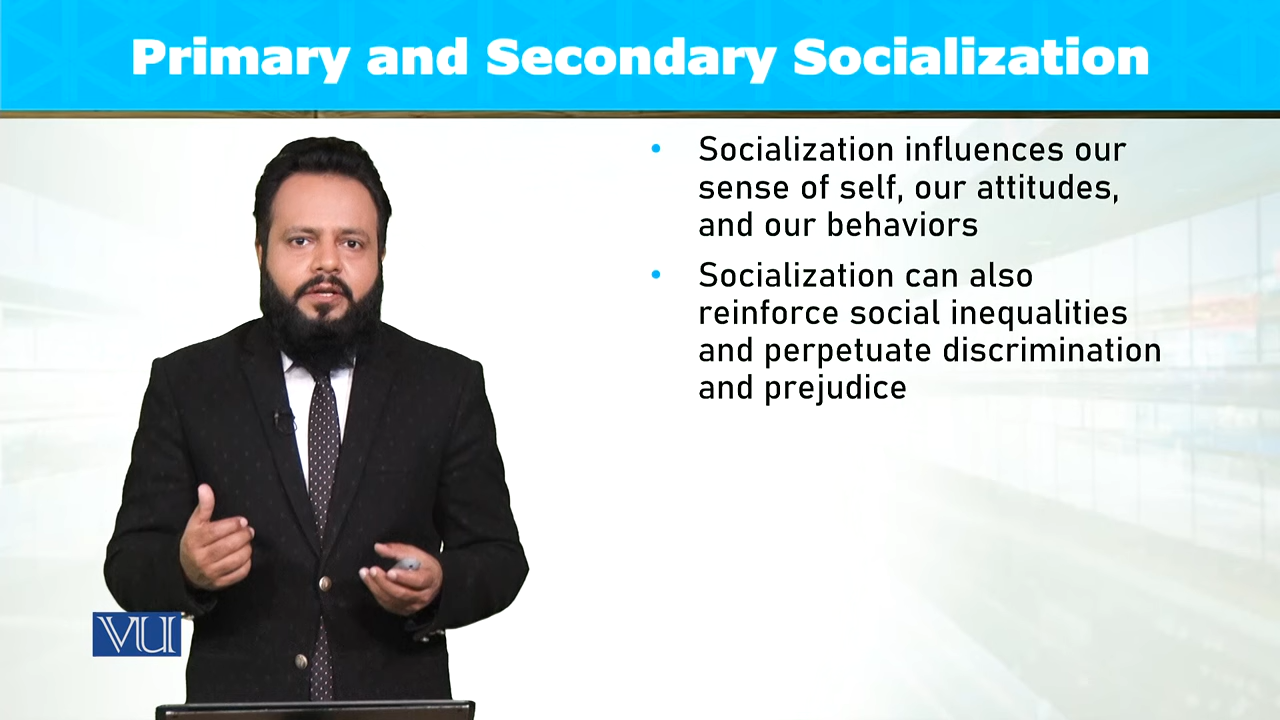 Primary and Secondary Socialization
• Socialization influences our
sense of self, our attitudes,
and our behaviors
• Socialization can also
reinforce social inequalities
and perpetuate discrimination
and prejudice
VU